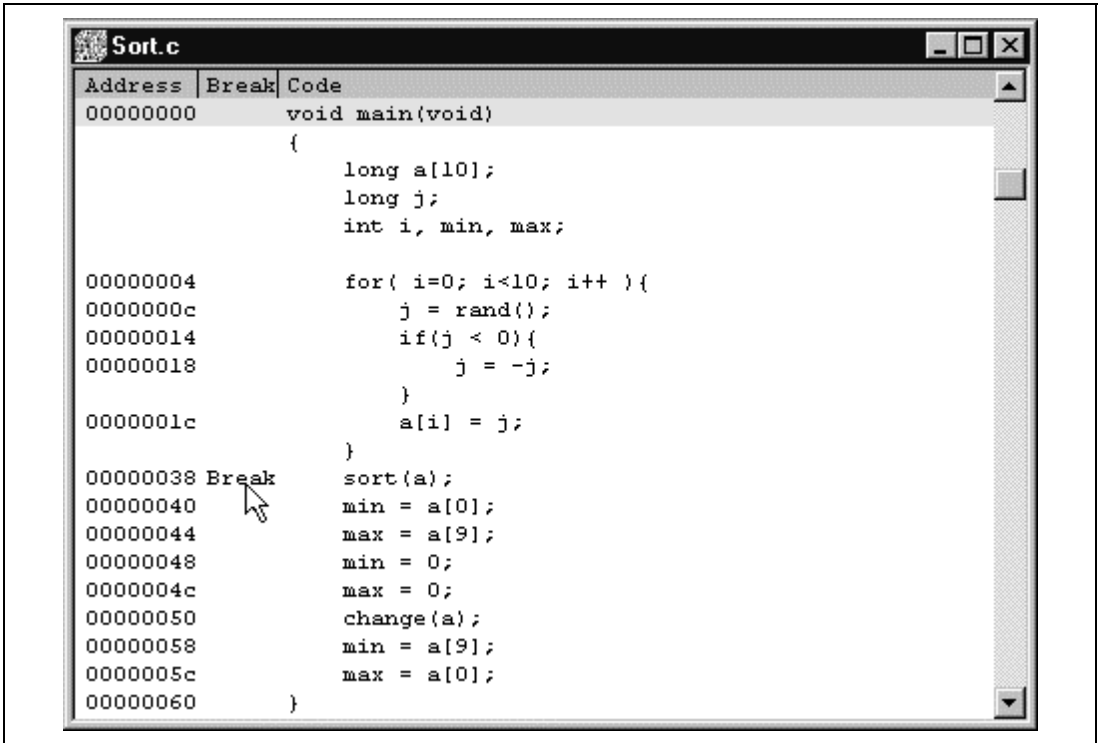 Sort.c
Address Break Code
00000000 void main(void)
{
long a[10];
long j;
int i, min, max;
00000004 for( i=0; i<10; i++ ){
0000000c j = rand();
00000014 if(j < 0){
00000018 j = -j;
}
0000001c a[i] = j;
}
00000038 Break sort(a);
00000040 min = a[0];
00000044 max = a[9];
00000048 min = 0;
0000004c max = 0;
00000050 change(a);
00000058 min = a[9];
0000005c max = a[0];
00000060 }